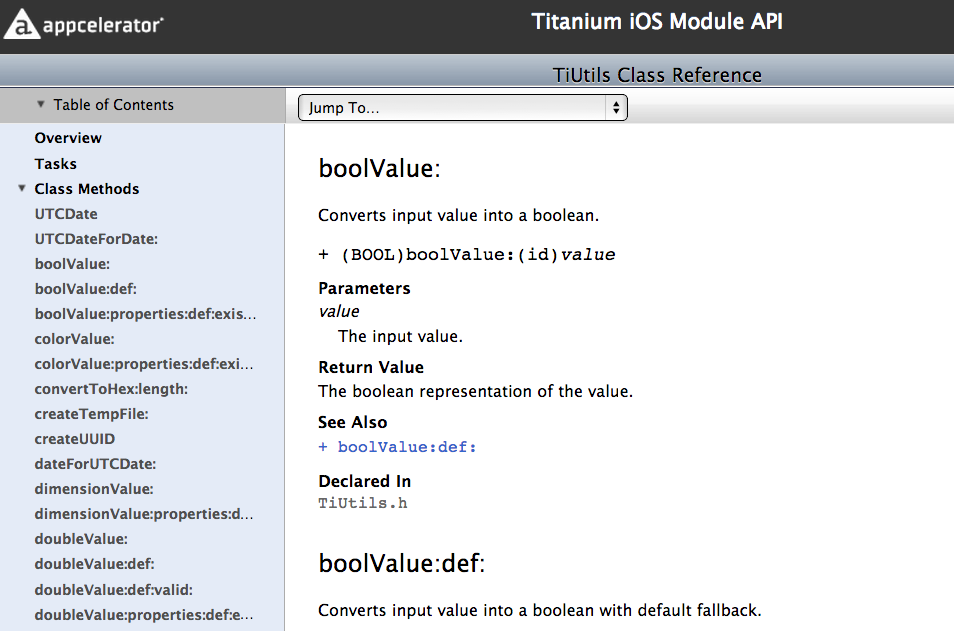 appcelerator
Titanium iOS Module API
TiUtils Class Reference
Table of Contents
Jump To...
Overview
Tasks
Class Methods
UTCDate
UTCDateForDate:
boolValue:
boolValue:def:
boolValue:properties:def:exis...
colorValue:
colorValue:properties:def:exi...
convertToHex:length:
createTempFile:
createUUID
dateForUTCDate:
dimensionValue:
dimensionValue:properties:d...
doubleValue:
doubleValue:def:
doubleValue:def:valid:
doubleValue:properties:def:e...
boolValue:
Converts input value into a boolean.
+ (BOOL)boolValue:(id)value
Parameters
value
The input value.
Return Value
The boolean representation of the value.
See Also
+ boolValue:def:
Declared In
TiUtils.h
boolValue:def:
Converts input value into a boolean with default fallback.